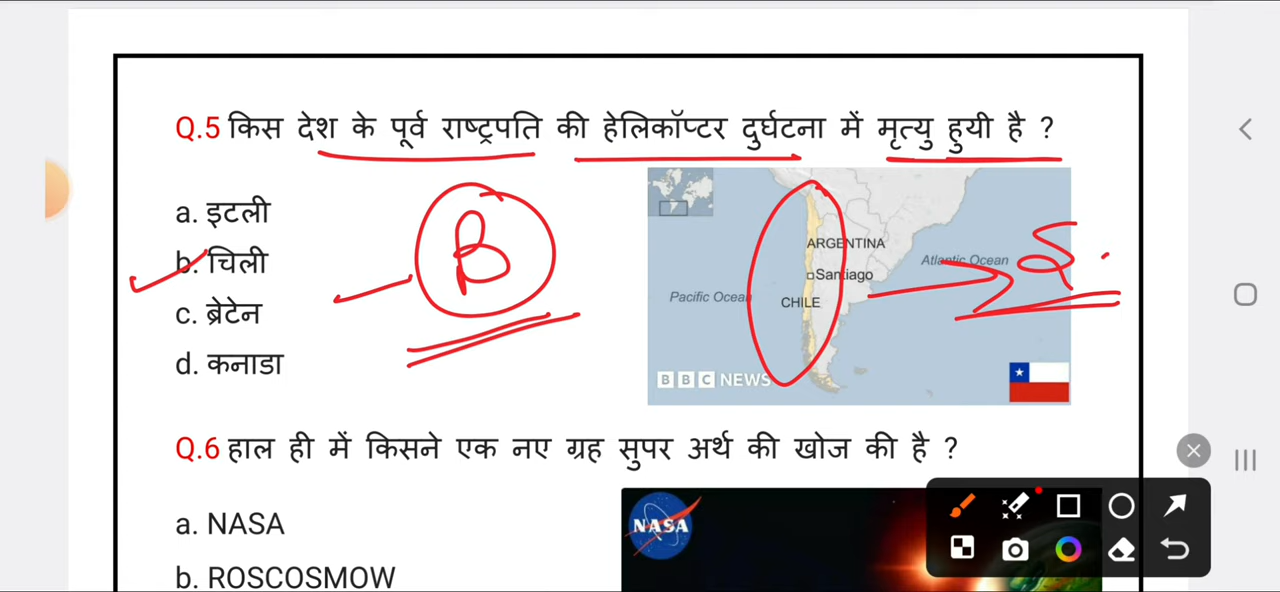 Q.5 किस देश के पूर्व राष्ट्रपति की हेलिकॉप्टर दुर्घटना में मृत्यु हुयी है ?
a. इटली
b. चिली
c. ब्रेटेन
d. कनाडा
B
ARGENTINA
Santiago
CHILE
Pacific Ocean
Atlantic Ocean
BBC NEWS
Q.6 हाल ही में किसने एक नए ग्रह सुपर अर्थ की खोज की है ?
a. NASA
b. ROSCOSMOW
NASA